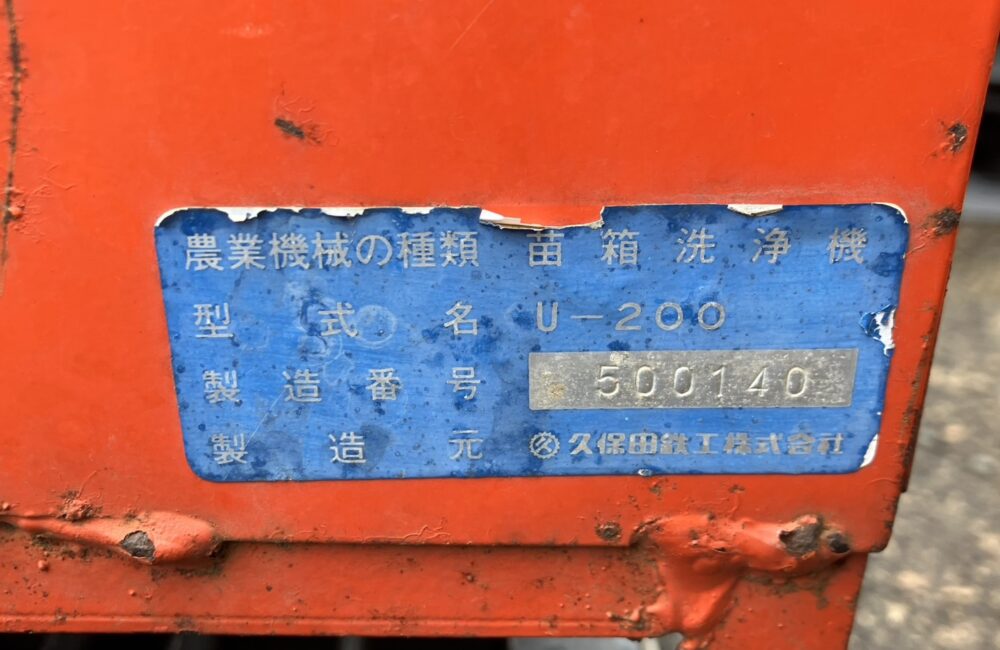 農業機械の種類 苗箱洗浄機
型式名 U-200
製造番号 500140
製造元 久保田鉄工株式会社